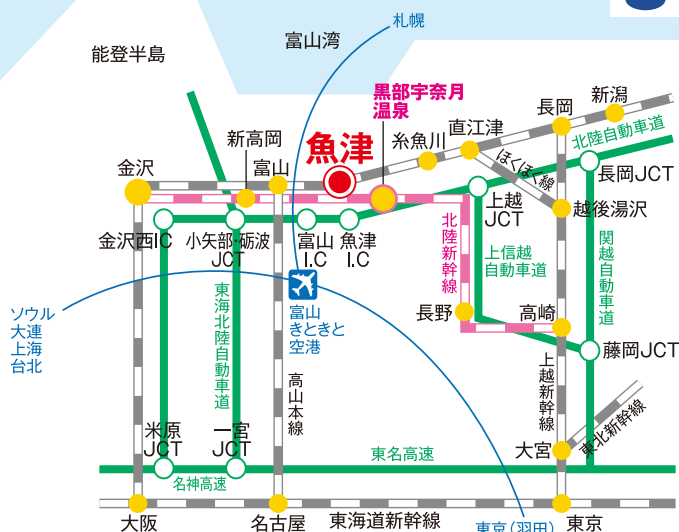 札幌
富山湾
能登半島
黒部宇奈月
温泉
新潟
長岡
直江津
糸魚川
北陸自動車道
魚津
新高岡
富山
金沢
ほくほく線
長岡JCT
越後湯沢
上越
JCT
金沢西IC
小矢部・砺波
JCT
富山
I.C
魚津
I.C
北陸新幹線
上信越
自動車道
関越自動車道
富山
きときと
空港
ソウル
大連
上海
台北
東海北陸自動車道
長野
高崎
藤岡JCT
高山本線
上越新幹線
米原
JCT
一宮
JCT
大宮
東北新幹線
東名高速
名神高速
大阪
名古屋
東海道新幹線
東京(羽田)
東京